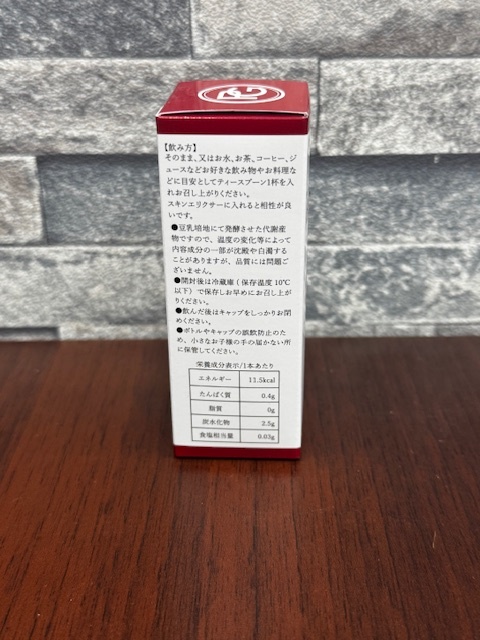 【飲み方】
そのまま、又はお水、お茶、コーヒー、ジ
ュースなどお好きな飲み物やお料理な
どに目安としてティースプーン1杯を入
れお召し上がりください。
スキンエリクサーに入れると相性が良
いです。
●豆乳培地にて発酵させた代謝産
物ですので、温度の変化等によって
内容成分の一部が沈殿や白濁する
ことがありますが、品質には問題ご
ざいません。
●開封後は冷蔵庫(保存温度10℃
以下)で保存しお早めにお召し上が
りください。
●飲んだ後はキャップをしっかりお閉
めください。
●ボトルやキャップの誤飲防止のた
め、小さなお子様の手の届かない所
に保管してください。
栄養成分表示/1本あたり
エネルギー 11.5kcal
たんぱく質 0.4g
脂質 0g
炭水化物 2.5g
食塩相当量 0.03g